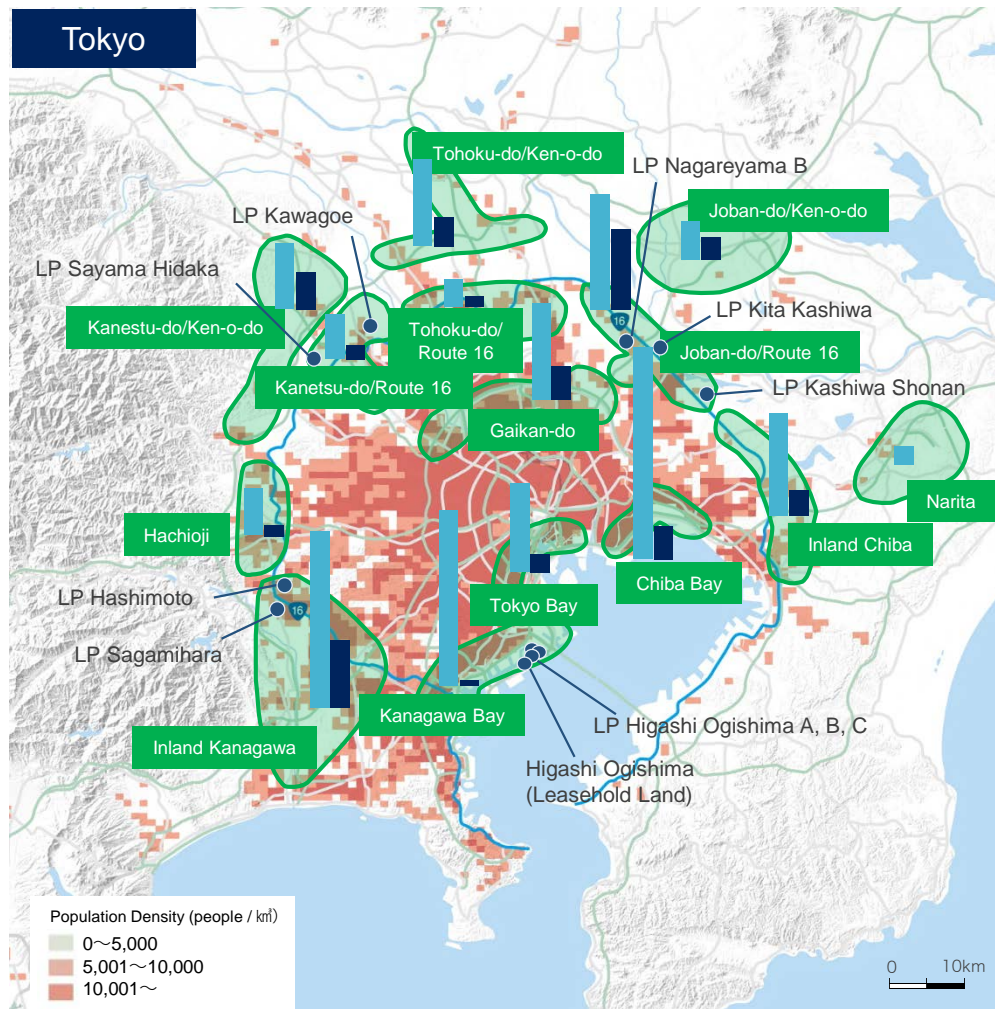 Tokyo
Tohoku-do/Ken-o-do
LP Nagareyama B
LP Kawagoe
Joban-do/Ken-o-do
LP Sayama Hidaka
Kanestu-do/Ken-o-do
Tohoku-do/
Route 16
16
LP Kita Kashiwa
Joban-do/Route 16
Kanetsu-do/Route 16
LP Kashiwa Shonan
Gaikan-do
Narita
Hachioji
Inland Chiba
Chiba Bay
LP Hashimoto
Tokyo Bay
16
LP Sagamihara
Kanagawa Bay
LP Higashi Ogishima A, B, C
Inland Kanagawa
Higashi Ogishima
(Leasehold Land)
Population Density (people / ㎢)
0～5,000
5,001～10,000
10,001～
0 10km